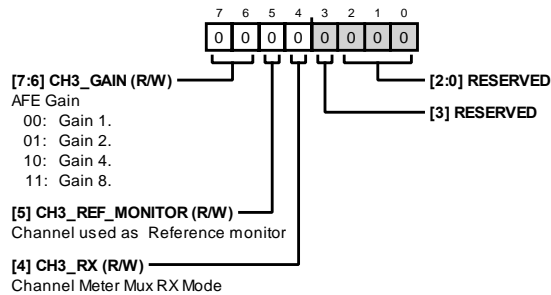 7 6 5 4 3 2 1 0
0 0 0 0 0 0 0 0
[7:6] CH3_GAIN (R/W)
AFE Gain
00: Gain 1.
01: Gain 2.
10: Gain 4.
11: Gain 8.
[5] CH3_REF_MONITOR (R/W)
Channel used as Reference monitor
[4] CH3_RX (R/W)
Channel Meter Mux RX Mode
[2:0] RESERVED
[3] RESERVED